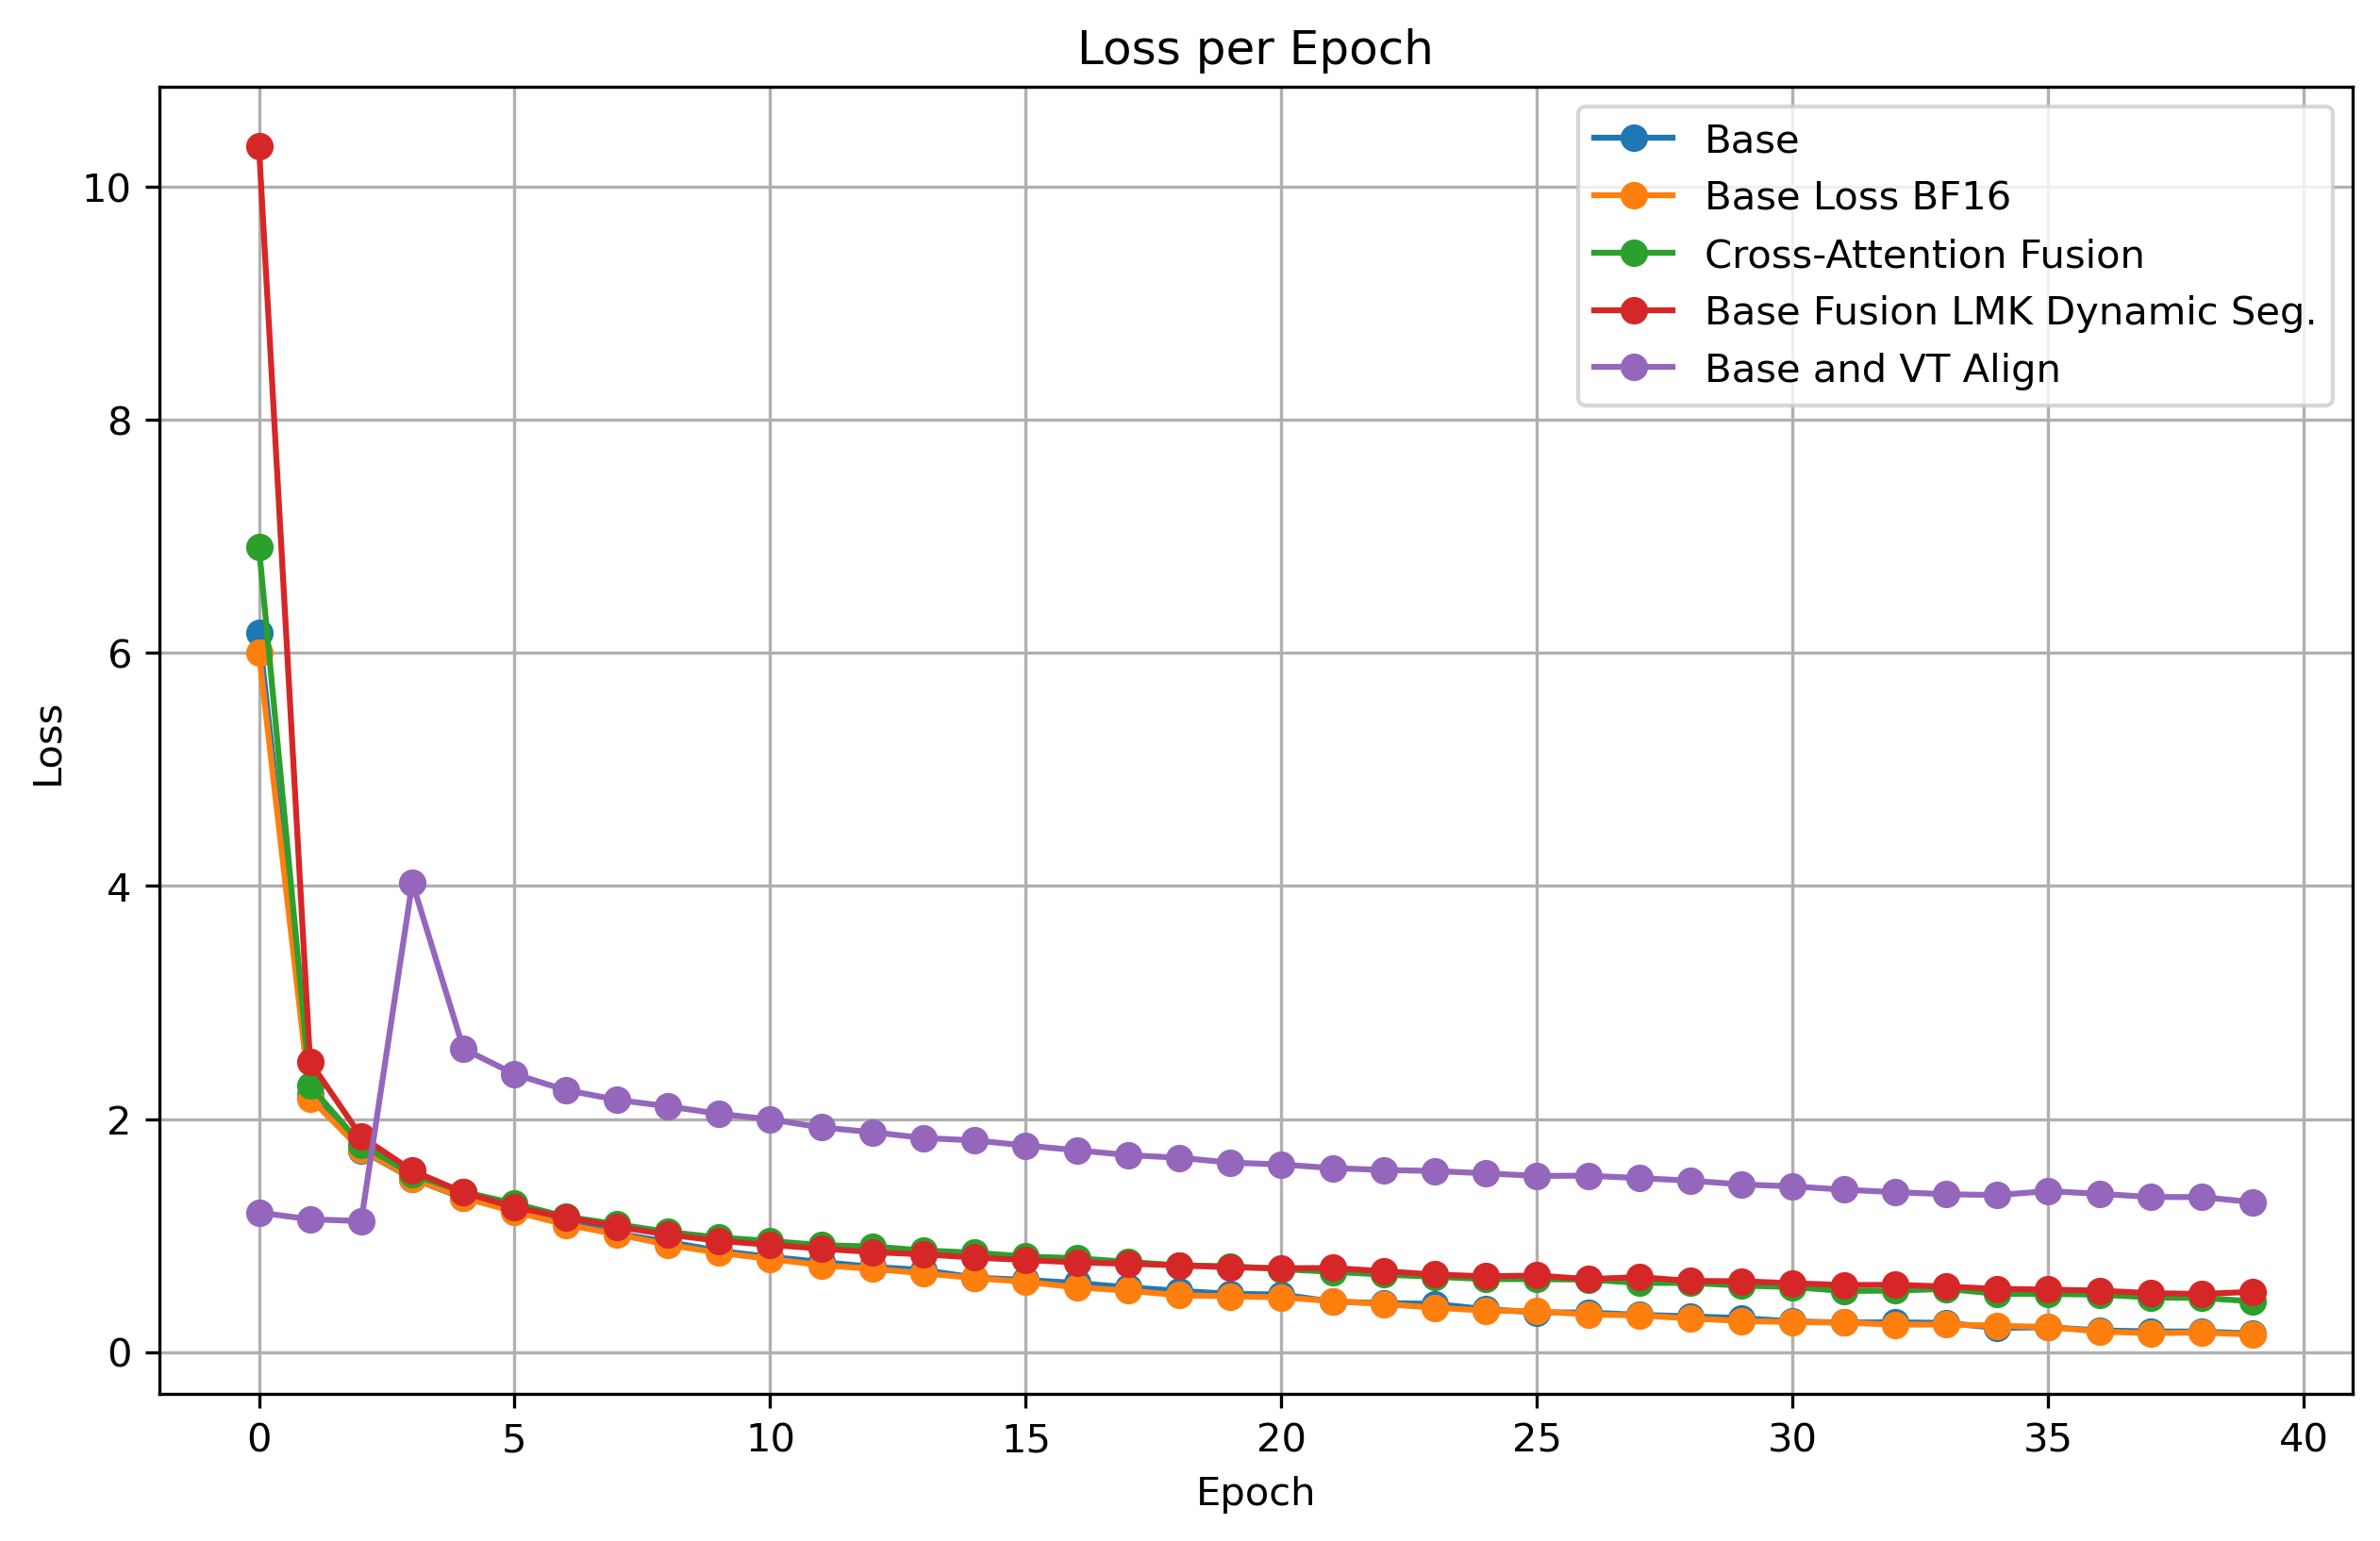 Loss per Epoch
10
8
6
4
2
0
Loss
Base
Base Loss BF16
Cross-Attention Fusion
Base Fusion LMK Dynamic Seg.
Base and VT Align
0 5 10 15 20 25 30 35 40
Epoch